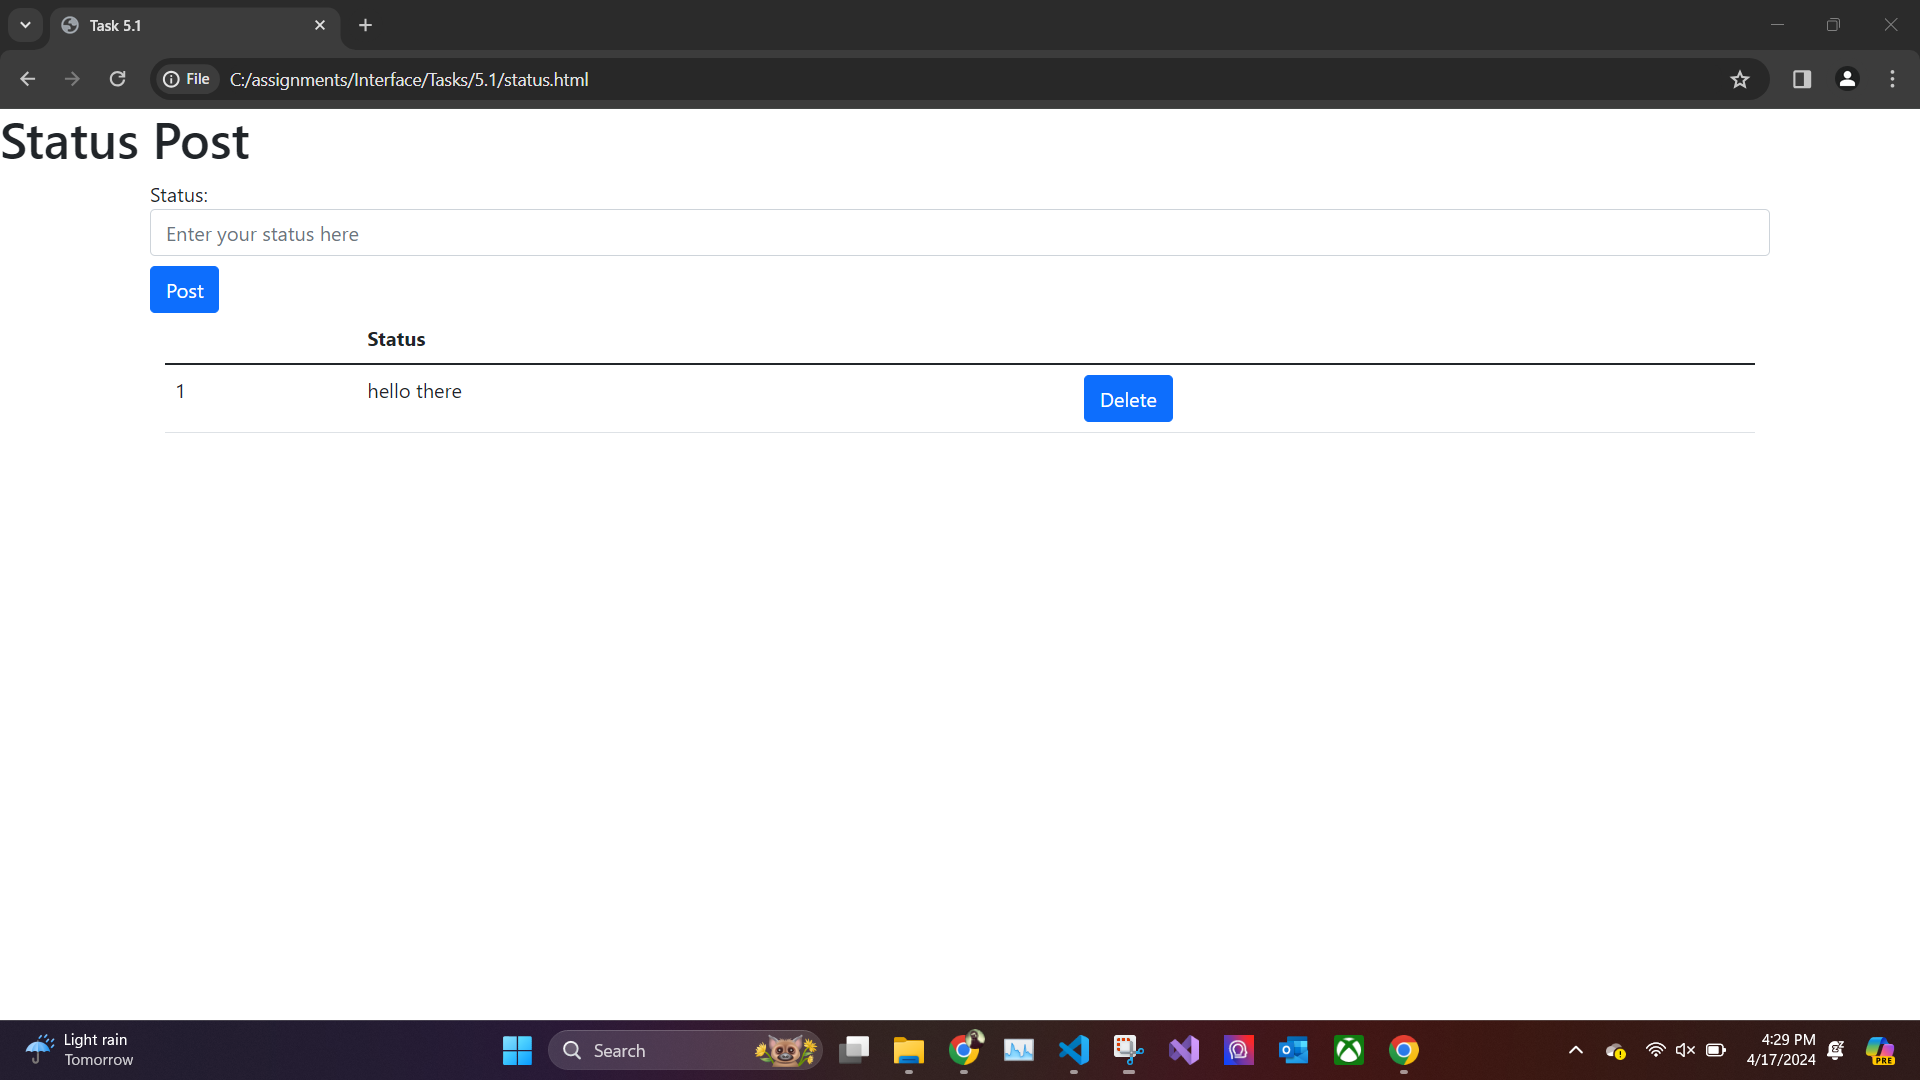 Task 5.1
File C:/assignments/Interface/Tasks/5.1/status.html
Status Post
Status:
Enter your status here
Post
Status
1 hello there Delete
Light rain
Tomorrow
Search
4:29 PM
4/17/2024
PRE